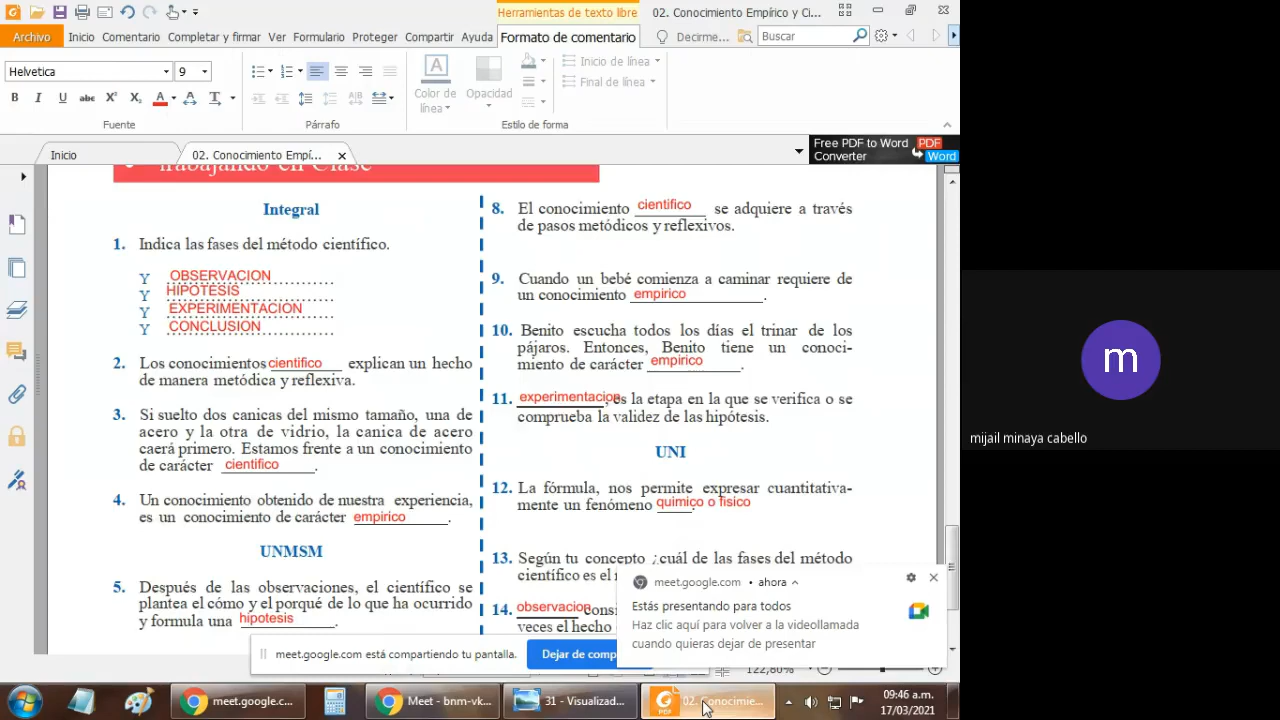 Herramientas de texto libre
02. Conocimiento Empírico y Ci...
Archivo Inicio Comentario Completar y firmar Ver Formulario Proteger Compartir Ayuda Formato de comentario Decirme... Buscar
Helvetica 9
Color de línea
Opacidad
Inicio de línea
Final de línea
Fuente Párrafo Estilo de forma
Inicio 02. Conocimiento Empí...
Free PDF to Word Converter PDF Word
Trabajando en Clase
Integral
1. Indica las fases del método científico.
Y OBSERVACION
Y HIPOTESIS
Y EXPERIMENTACION
Y CONCLUSION
2. Los conocimientos cientifico explican un hecho
de manera metódica y reflexiva.
3. Si suelto dos canicas del mismo tamaño, una de
acero y la otra de vidrio, la canica de acero
caerá primero. Estamos frente a un conocimiento
de carácter cientifico.
4. Un conocimiento obtenido de nuestra experiencia,
es un conocimiento de carácter empirico.
UNMSM
5. Después de las observaciones, el científico se
plantea el cómo y el porqué de lo que ha ocurrido
y formula una hipotesis.
8. El conocimiento cientifico se adquiere a través
de pasos metódicos y reflexivos.
9. Cuando un bebé comienza a caminar requiere de
un conocimiento empirico.
10. Benito escucha todos los días el trinar de los
pájaros. Entonces, Benito tiene un conoci-
miento de carácter empirico.
11. experimentacion, es la etapa en la que se verifica o se
comprueba la validez de las hipótesis.
UNI
12. La fórmula, nos permite expresar cuantitativa-
mente un fenómeno quimico o fisico.
13. Según tu concepto ¿cuál de las fases del método
científico es el
14. observacion
veces el hecho
meet.google.com • ahora
Estás presentando para todos
Haz clic aquí para volver a la videollamada
cuando quieras dejar de presentar
meet.google.com está compartiendo tu pantalla. Dejar de comp
122,80%
meet.google.c... Meet - bnm-vk... 31 - Visualizad... 02. Conocimie...
09:46 a.m.
17/03/2021
m
mijail minaya cabello